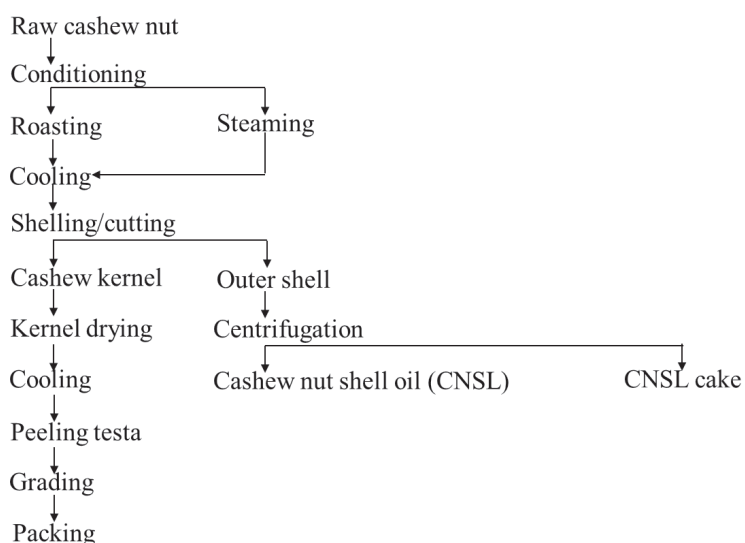 Raw cashew nut
Conditioning
Roasting
Steaming
Cooling
Shelling/cutting
Cashew kernel
Outer shell
Kernel drying
Centrifugation
Cooling
Cashew nut shell oil (CNSL)
CNSL cake
Peeling testa
Grading
Packing